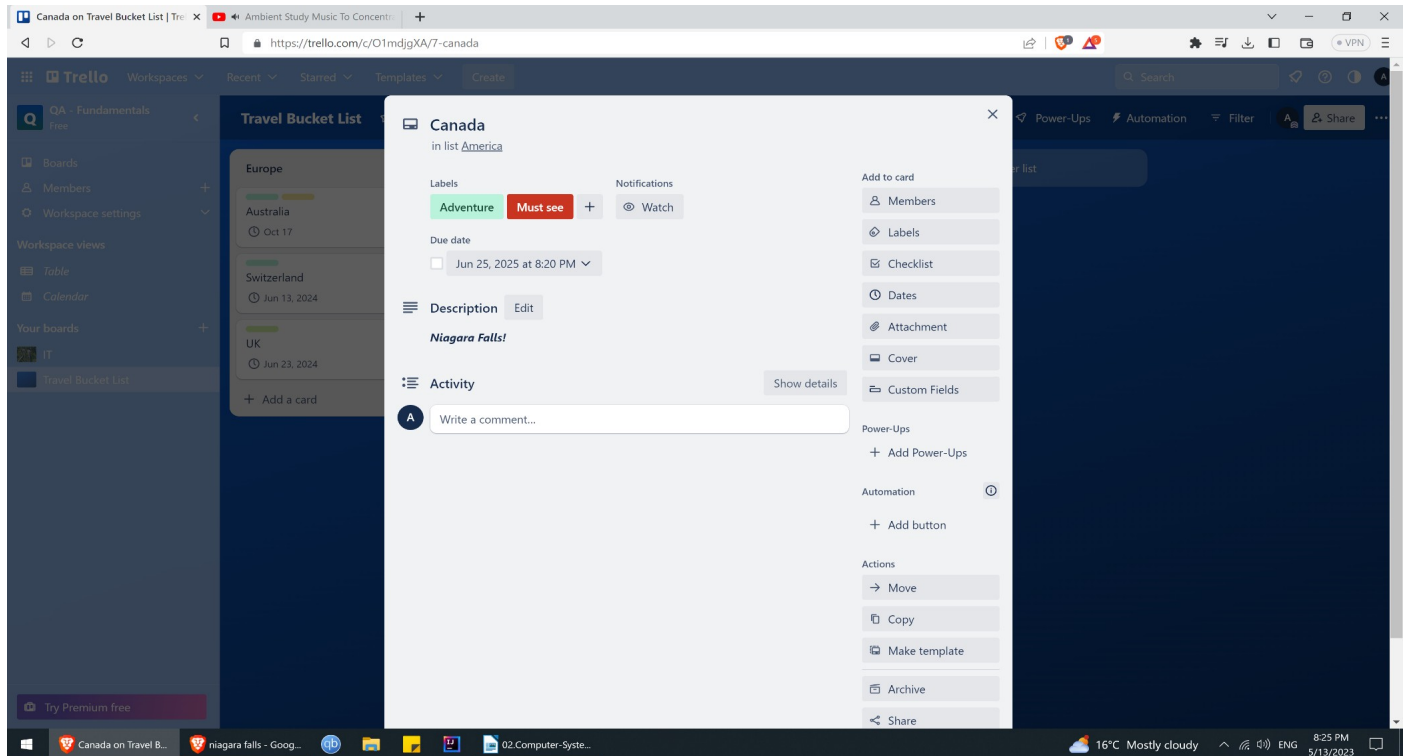 Canada on Travel Bucket List | Tre
Ambient Study Music To Concentr
https://trello.com/c/O1mdjgXA/7-canada
VPN
Trello
Workspaces
Recent
Starred
Templates
Create
Search
A
Q
QA - Fundamentals
Free
Boards
Members
Workspace settings
Workspace views
Table
Calendar
Your boards
IT
Travel Bucket List
Try Premium free
Travel Bucket List
Power-Ups
Automation
Filter
A
Share
Europe
Australia
Oct 17
Switzerland
Jun 13, 2024
UK
Jun 23, 2024
+ Add a card
er list
Canada
in list America
Labels
Notifications
Adventure
Must see
+
Watch
Due date
Jun 25, 2025 at 8:20 PM
Description
Edit
Niagara Falls!
Activity
Show details
A
Write a comment...
Add to card
Members
Labels
Checklist
Dates
Attachment
Cover
Custom Fields
Power-Ups
+ Add Power-Ups
Automation
+ Add button
Actions
Move
Copy
Make template
Archive
Share
Canada on Travel B...
niagara falls - Goog...
qb
02.Computer-Syste...
16°C Mostly cloudy
ENG
8:25 PM
5/13/2023